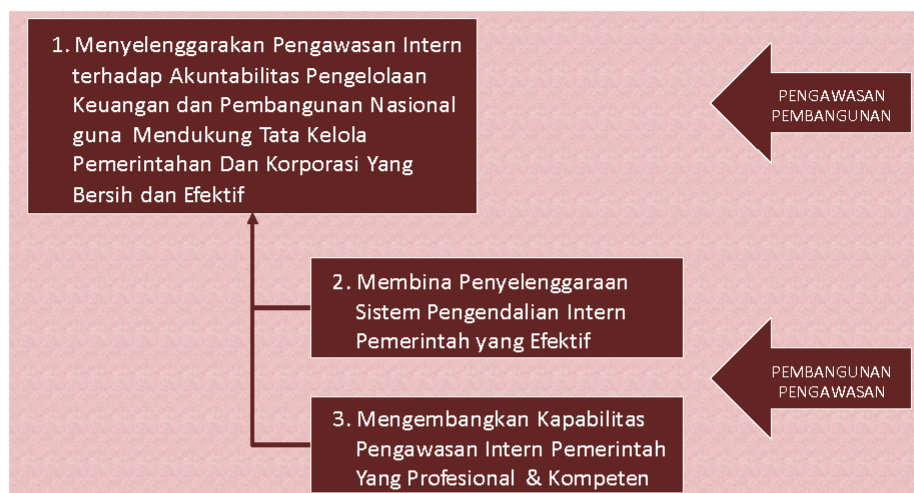 1. Menyelenggarakan Pengawasan Intern
terhadap Akuntabilitas Pengelolaan
Keuangan dan Pembangunan Nasional
guna Mendukung Tata Kelola
Pemerintahan Dan Korporasi Yang
Bersih dan Efektif
PENGAWASAN
PEMBANGUNAN
2. Membina Penyelenggaraan
Sistem Pengendalian Intern
Pemerintah yang Efektif
3. Mengembangkan Kapabilitas
Pengawasan Intern Pemerintah
Yang Profesional & Kompeten
PEMBANGUNAN
PENGAWASAN